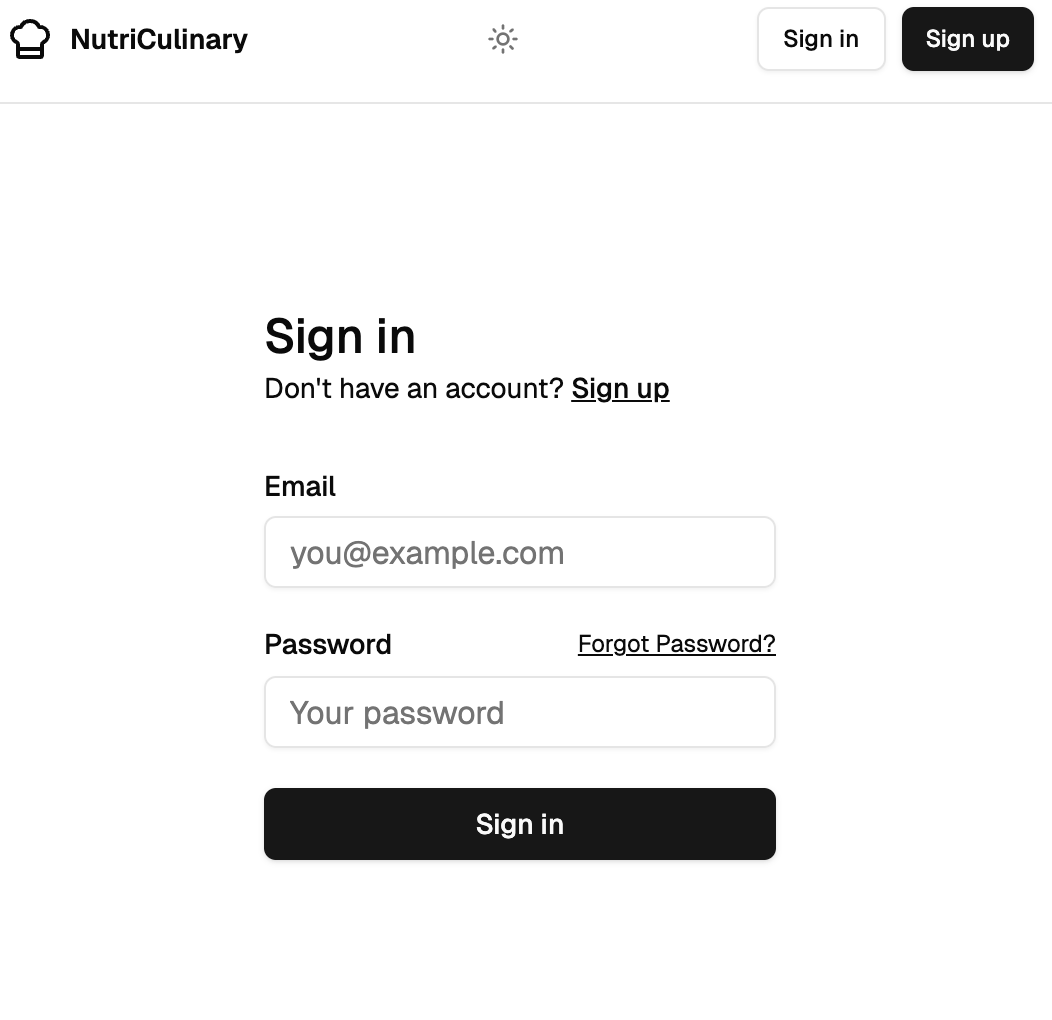 NutriCulinary
Sign in
Sign up
Sign in
Don't have an account? Sign up
Email
you@example.com
Password
Forgot Password?
Your password
Sign in